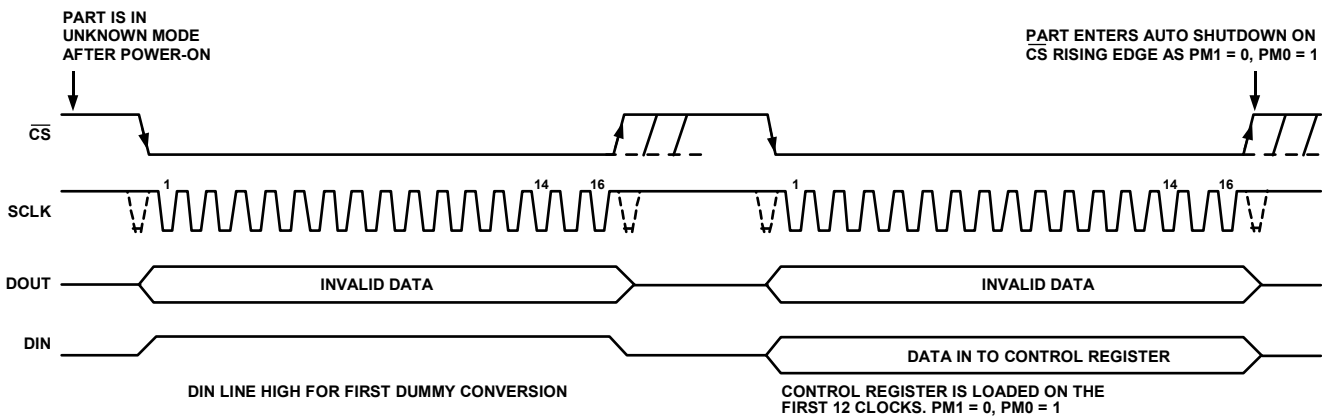 PART IS IN
UNKNOWN MODE
AFTER POWER-ON
PART ENTERS AUTO SHUTDOWN ON
CS RISING EDGE AS PM1 = 0, PM0 = 1
CS
SCLK
1
14
16
1
14
16
DOUT
INVALID DATA
INVALID DATA
DIN
DATA IN TO CONTROL REGISTER
DIN LINE HIGH FOR FIRST DUMMY CONVERSION
CONTROL REGISTER IS LOADED ON THE
FIRST 12 CLOCKS. PM1 = 0, PM0 = 1